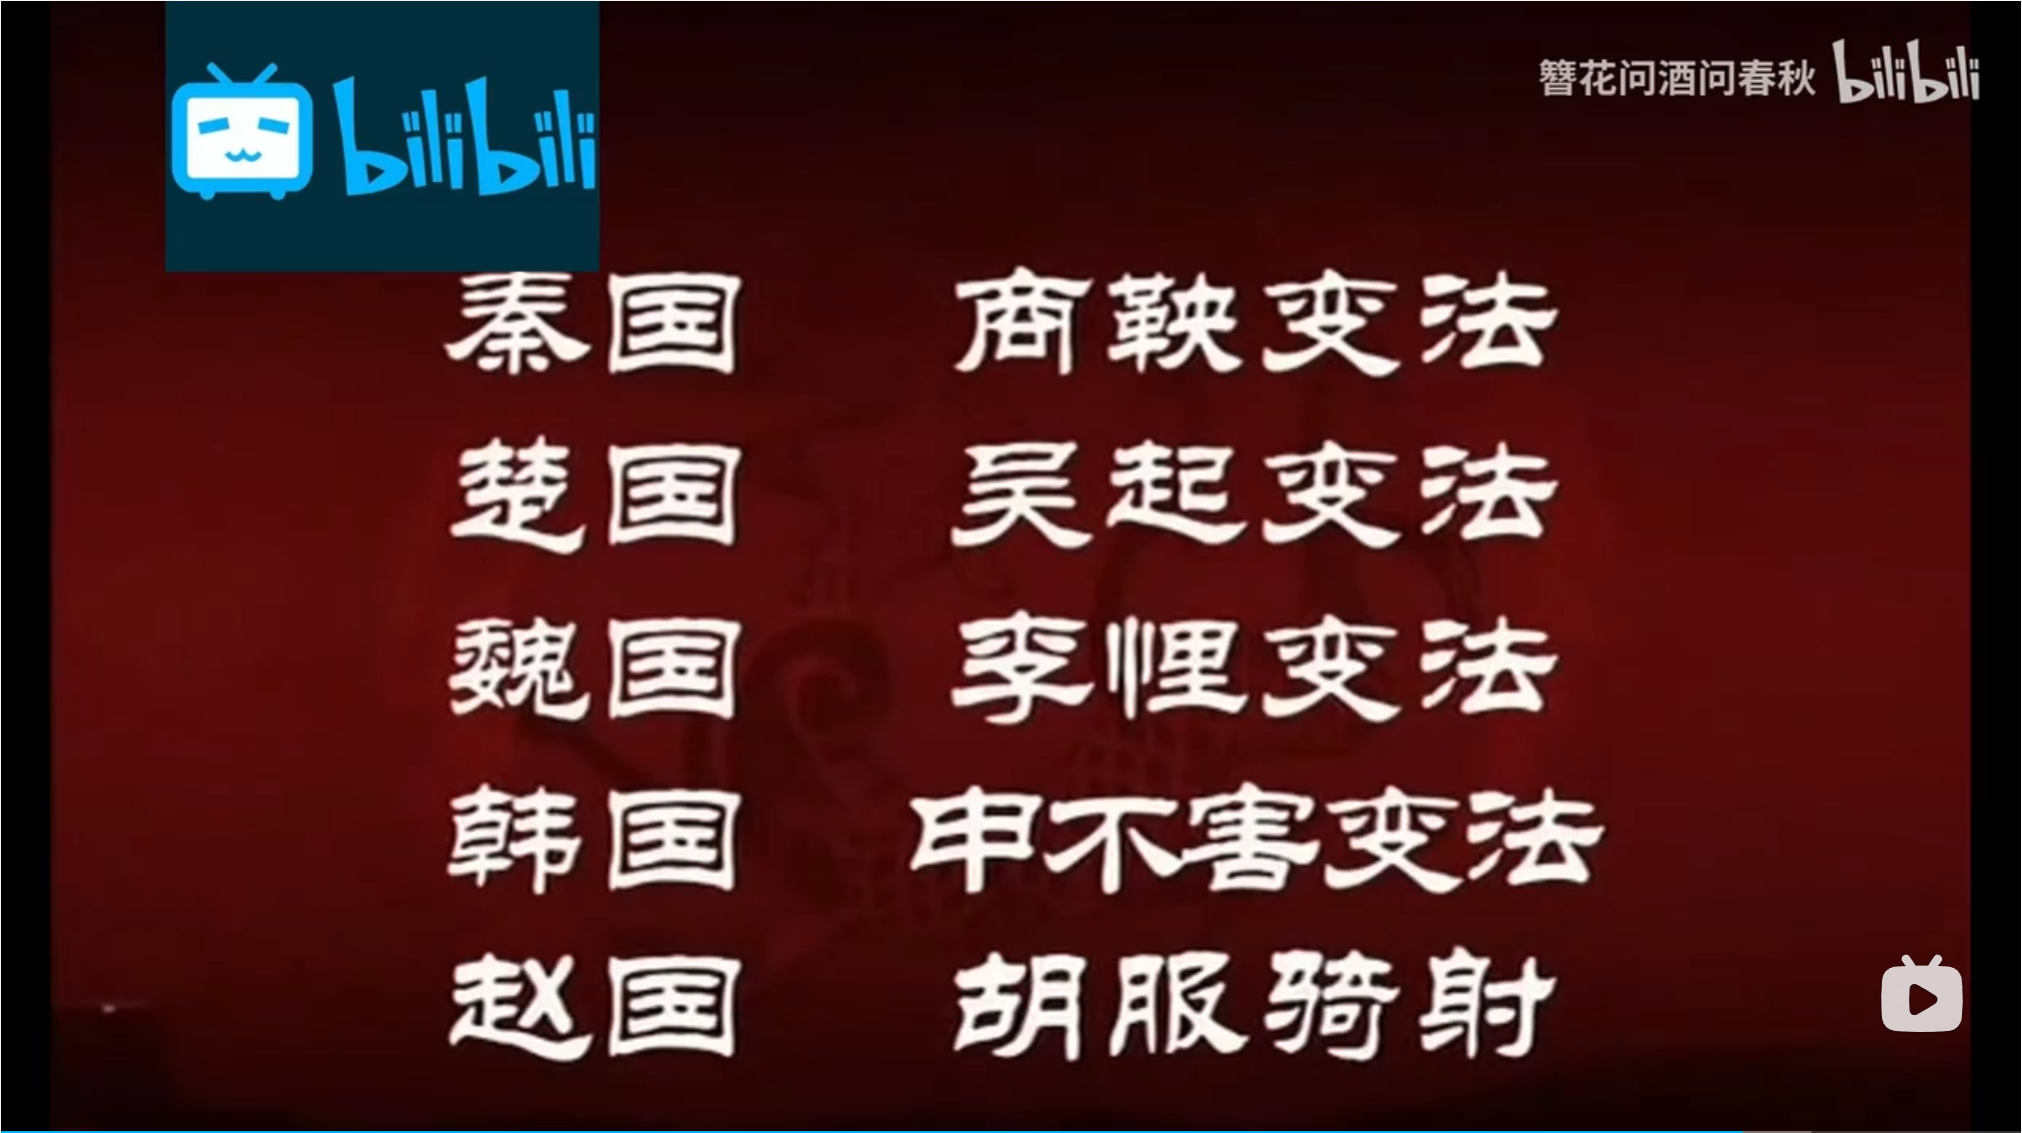 簪花问酒问春秋 bilibili
bilibili
秦国 商鞅变法
楚国 吴起变法
魏国 李悝变法
韩国 申不害变法
赵国 胡服骑射